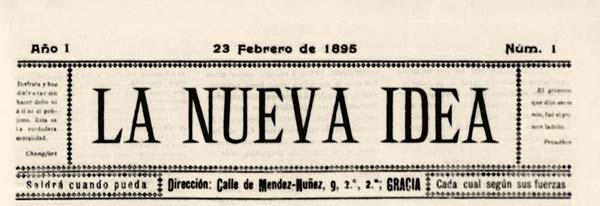 Año I
23 Febrero de 1895
Núm. 1
Disfruta y haz
disfrutar sin
hacer daño ni
á ti ni al pró-
jimo. Esta es
la verdadera
moralidad.
Champfort
LA NUEVA IDEA
El primero
que dijo
mío, fué el pri
mer ladrón.
Proudhon
Saldrá cuando pueda
Dirección: Calle de Mendez-Nuñez, 9, 2.º, 2.ª; GRACIA
Cada cual según sus fuerzas